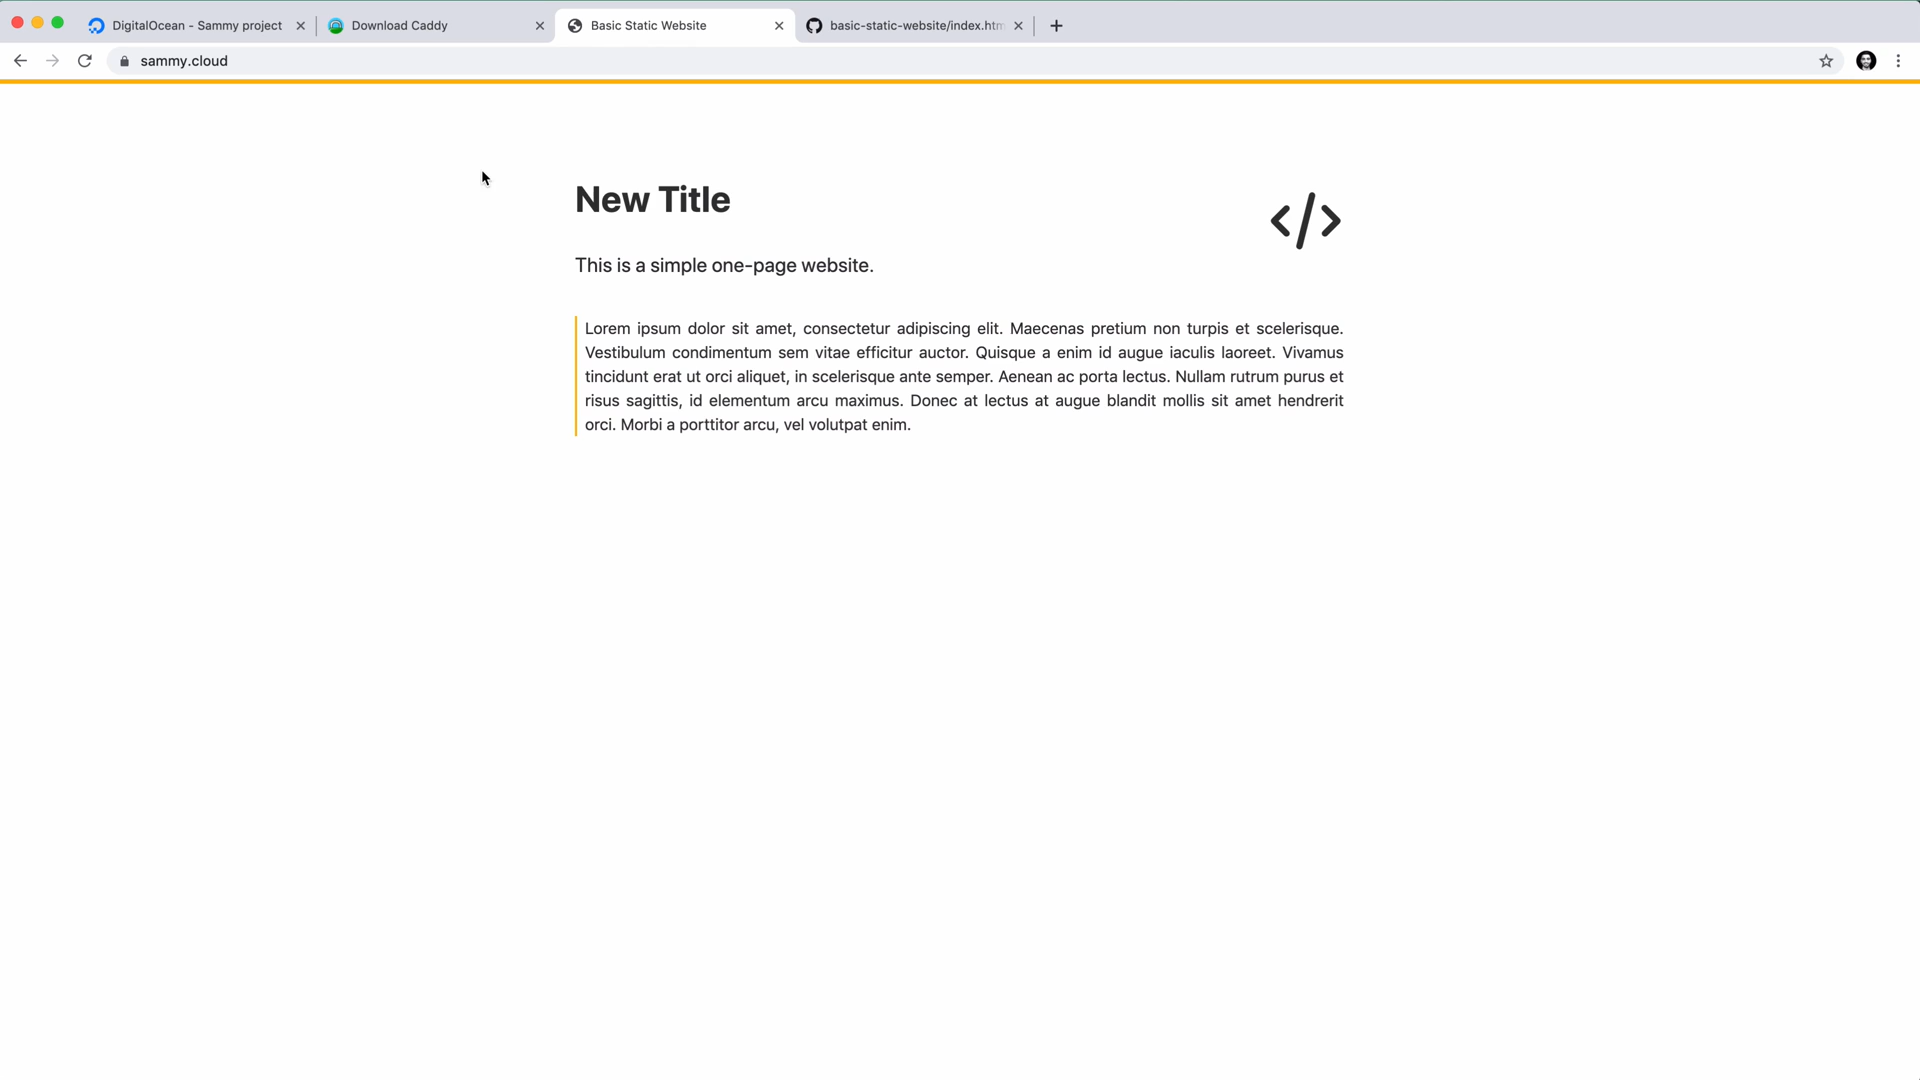 DigitalOcean - Sammy project
Download Caddy
Basic Static Website
basic-static-website/index.htm
sammy.cloud
New Title
</>
This is a simple one-page website.
Lorem ipsum dolor sit amet, consectetur adipiscing elit. Maecenas pretium non turpis et scelerisque.
Vestibulum condimentum sem vitae efficitur auctor. Quisque a enim id augue iaculis laoreet. Vivamus
tincidunt erat ut orci aliquet, in scelerisque ante semper. Aenean ac porta lectus. Nullam rutrum purus et
risus sagittis, id elementum arcu maximus. Donec at lectus at augue blandit mollis sit amet hendrerit
orci. Morbi a porttitor arcu, vel volutpat enim.